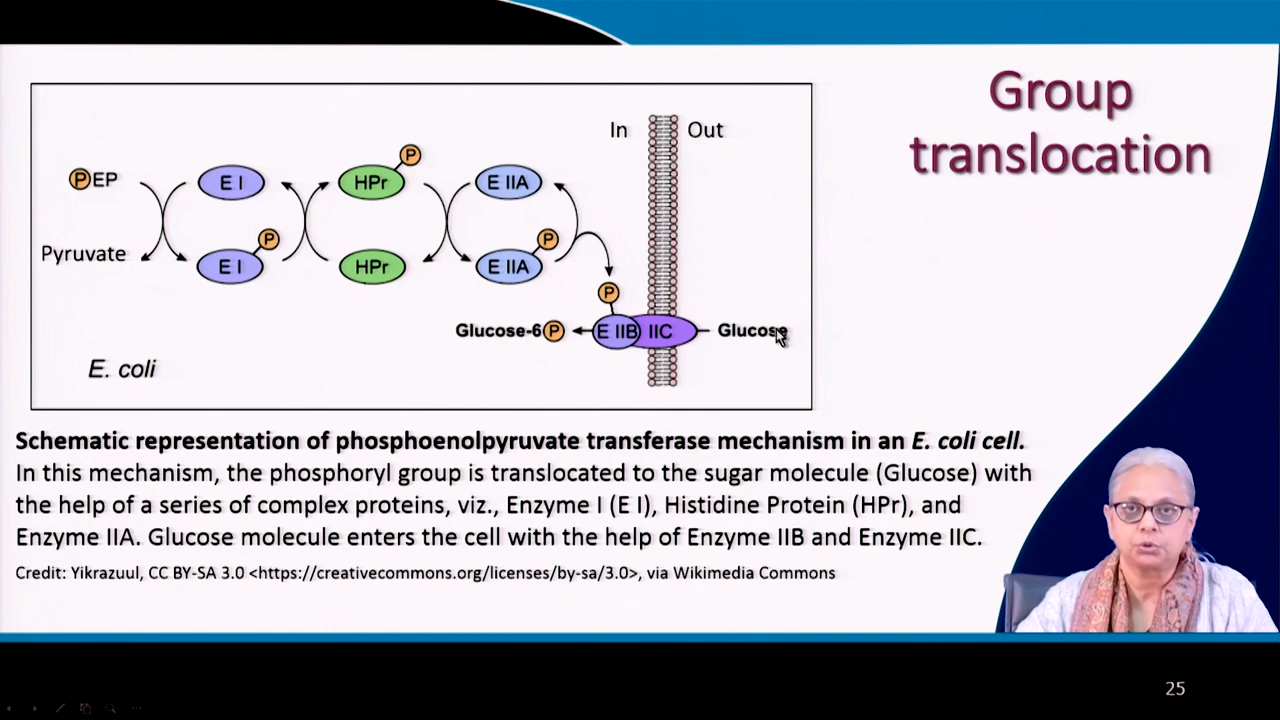 Group
translocation
In Out
P
PEP E I HPr E IIA
P P
Pyruvate E I HPr E IIA
P
Glucose-6P E IIB IIC Glucose
E. coli
Schematic representation of phosphoenolpyruvate transferase mechanism in an E. coli cell.
In this mechanism, the phosphoryl group is translocated to the sugar molecule (Glucose) with
the help of a series of complex proteins, viz., Enzyme I (E I), Histidine Protein (HPr), and
Enzyme IIA. Glucose molecule enters the cell with the help of Enzyme IIB and Enzyme IIC.
Credit: Yikrazuul, CC BY-SA 3.0 <https://creativecommons.org/licenses/by-sa/3.0>, via Wikimedia Commons
25